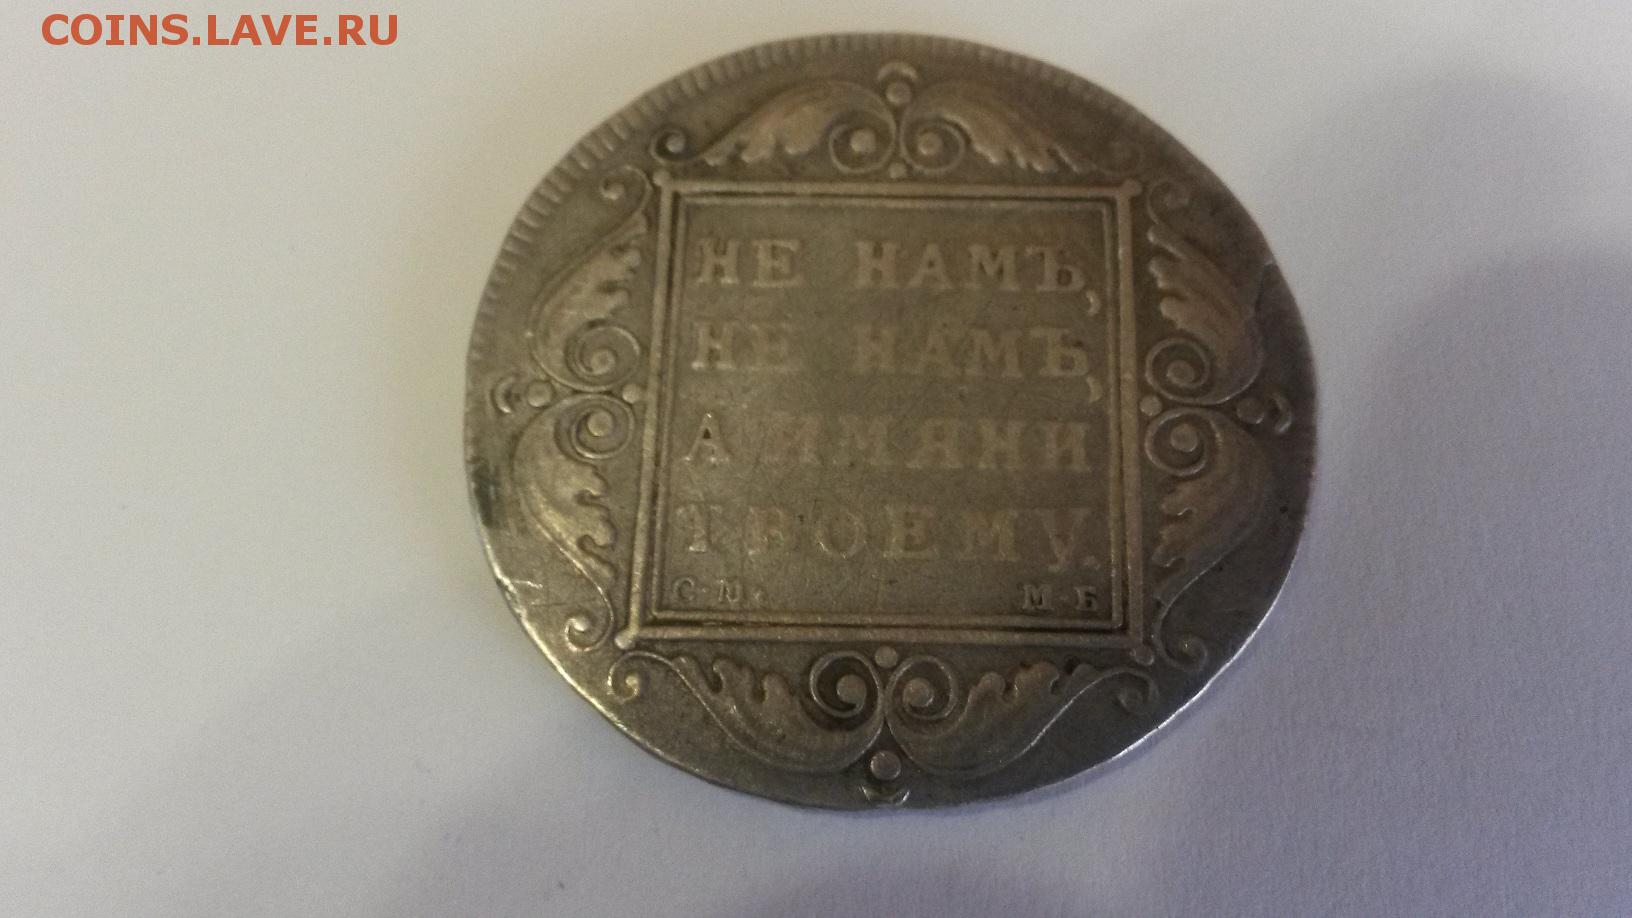 COINS.LAVE.RU
НЕ НАМЪ,
НЕ НАМЪ,
А ИМЯНИ
ТВОЕМУ.
С·М· М·Б